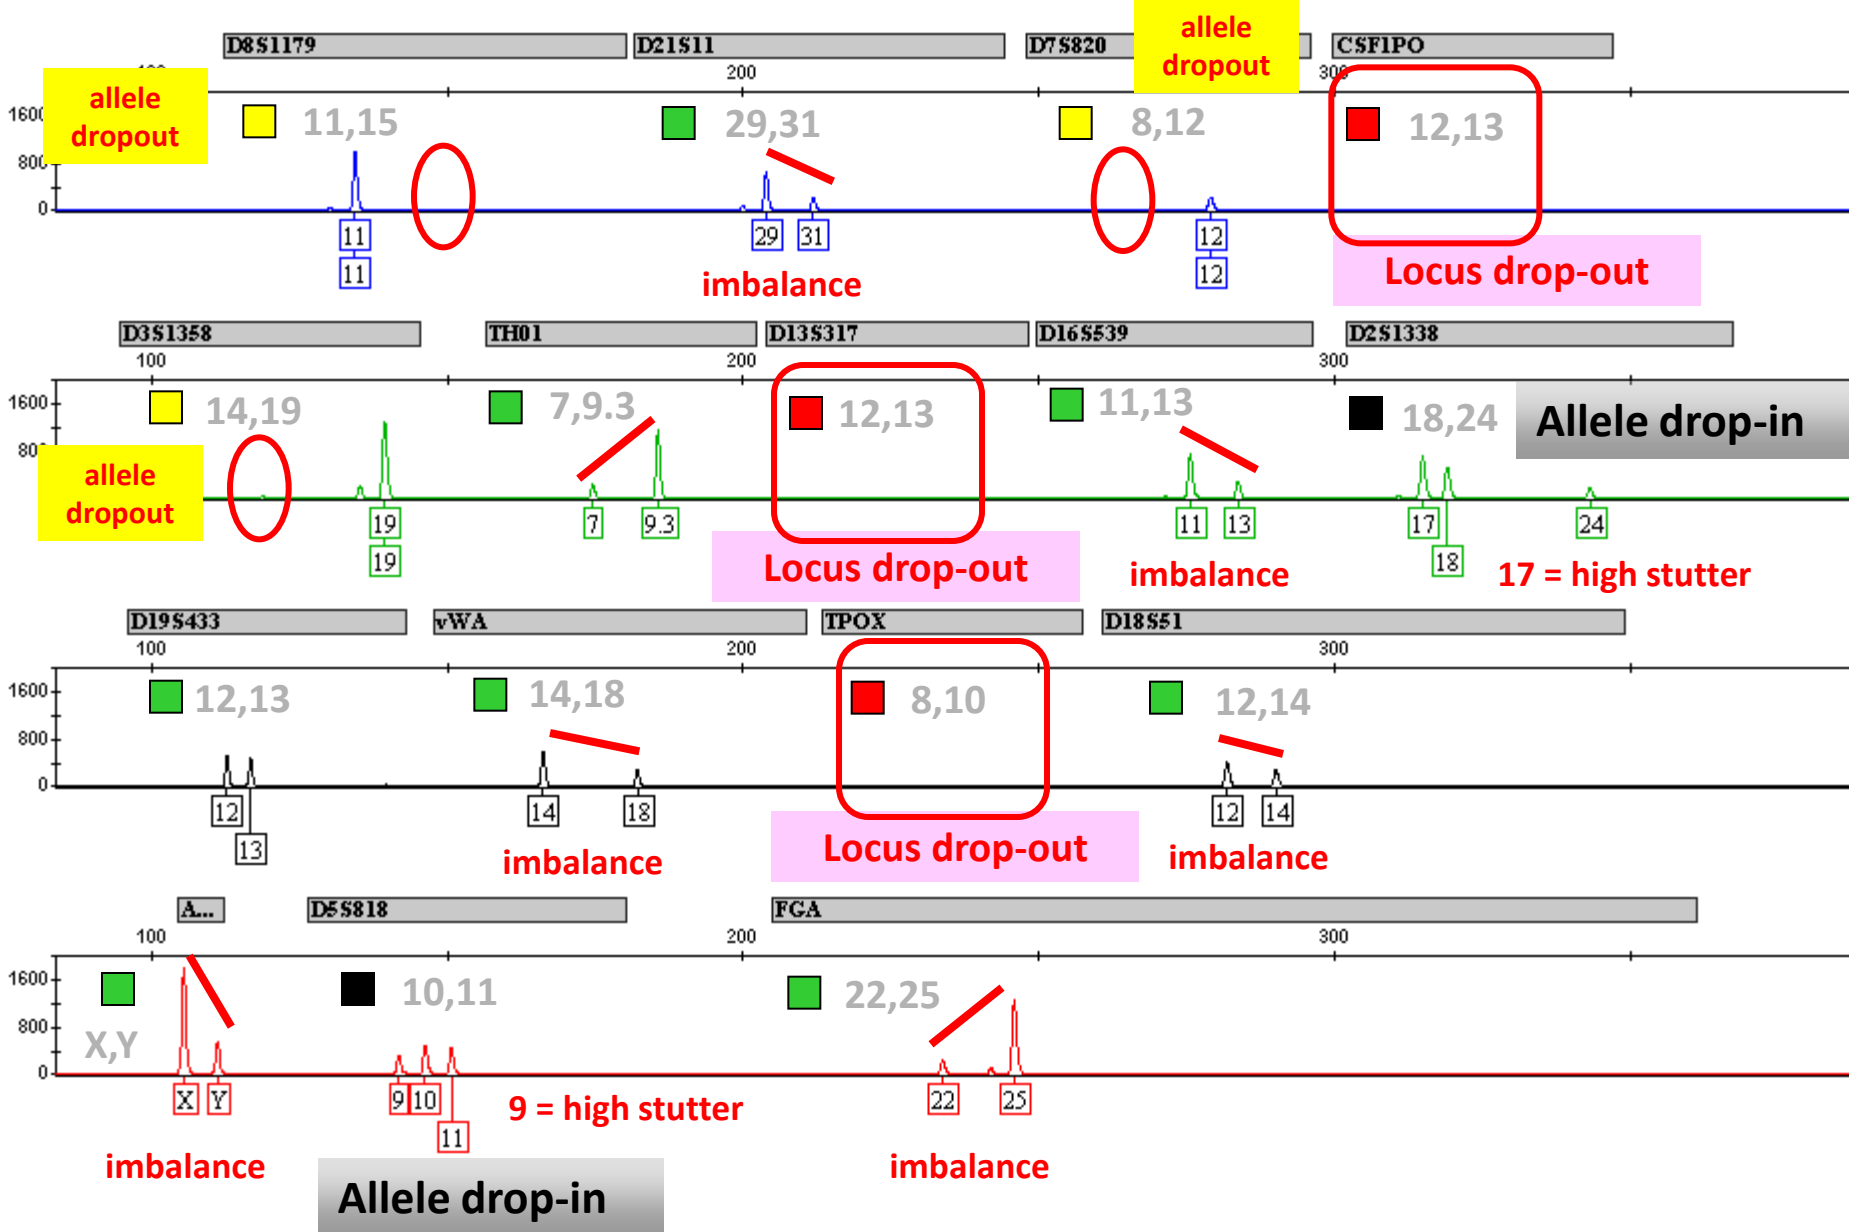 D8S1179 D21S11 D7S820 allele dropout CSF1PO
200
allele dropout
11,15 29,31 8,12 12,13
800
0
11 29 31 12
11 12
imbalance Locus drop-out
D3S1358 TH01 D13S317 D16S539 D2S1338
100 200 300
1600
14,19 7,9.3 12,13 11,13 18,24 Allele drop-in
allele dropout
19 7 9.3 11 13 17 24
19 18
Locus drop-out imbalance 17 = high stutter
D19S433 vWA TPOX D18S51
100 200 300
1600
12,13 14,18 8,10 12,14
800
0
12 14 18 12 14
13
imbalance Locus drop-out imbalance
A... D5S818 FGA
100 200 300
1600
10,11 22,25
800
X,Y
0
X Y 9 10 22 25
11
9 = high stutter
imbalance imbalance
Allele drop-in